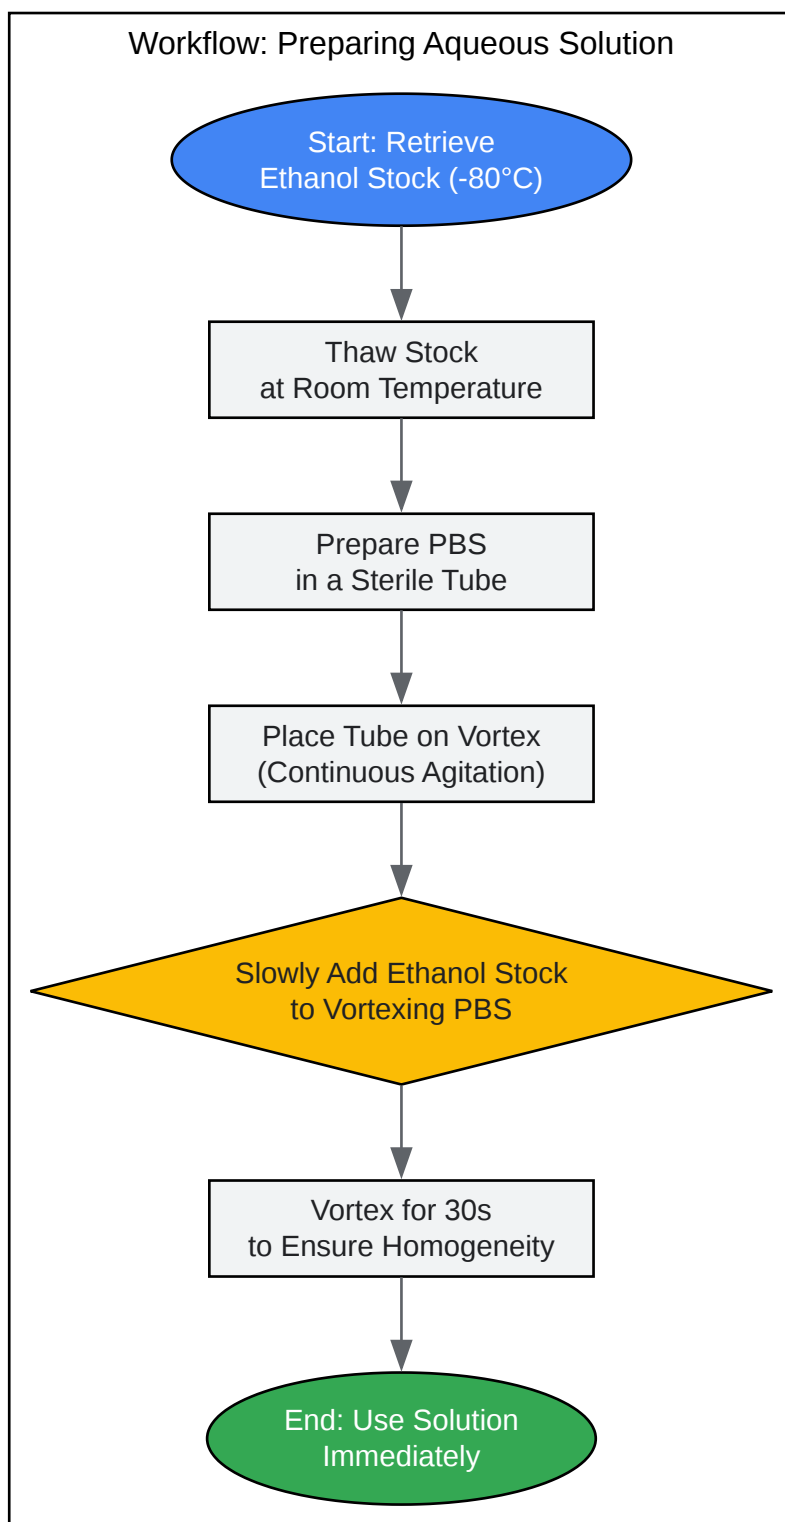 Workflow: Preparing Aqueous Solution
Start: Retrieve
Ethanol Stock (-80°C)
Thaw Stock
at Room Temperature
Prepare PBS
in a Sterile Tube
Place Tube on Vortex
(Continuous Agitation)
Slowly Add Ethanol Stock
to Vortexing PBS
Vortex for 30s
to Ensure Homogeneity
End: Use Solution
Immediately